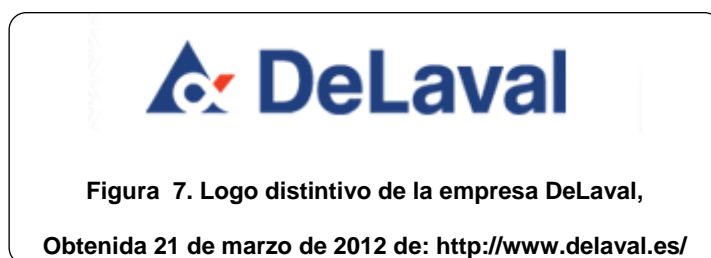 DeLaval
Figura 7. Logo distintivo de la empresa DeLaval,
Obtenida 21 de marzo de 2012 de: http://www.delaval.es/